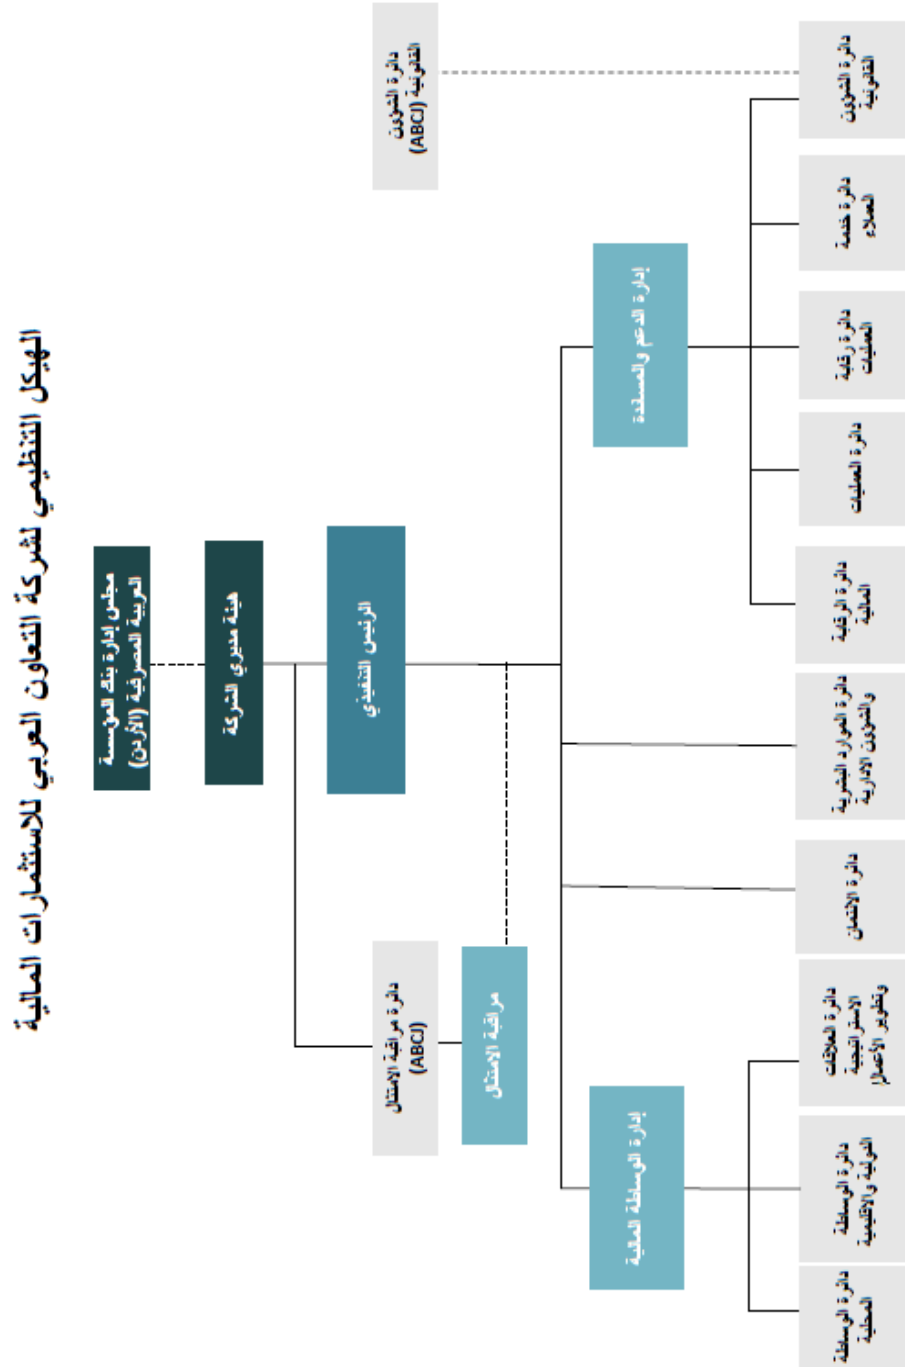 الهيكل التنظيمي لشركة التعاون العربي للاستثمارات المالية
مجلس إدارة بنك المؤسسة
العربية المصرفية (الأردن)
هيئة مديري الشركة
الرئيس التنفيذي
دائرة الشؤون
القانونية (ABCJ)
دائرة مراقبة الامتثال
(ABCJ)
مراقبة الامتثال
إدارة الدعم والمساندة
إدارة الوساطة المالية
دائرة الشؤون
القانونية
دائرة خدمة
العملاء
دائرة رقابة
العمليات
دائرة العمليات
دائرة الرقابة
المالية
دائرة الموارد البشرية
والشؤون الادارية
دائرة الائتمان
دائرة العلاقات
الاستراتيجية
وتطوير الأعمال
دائرة الوساطة
الدولية والاقليمية
دائرة الوساطة
المحلية